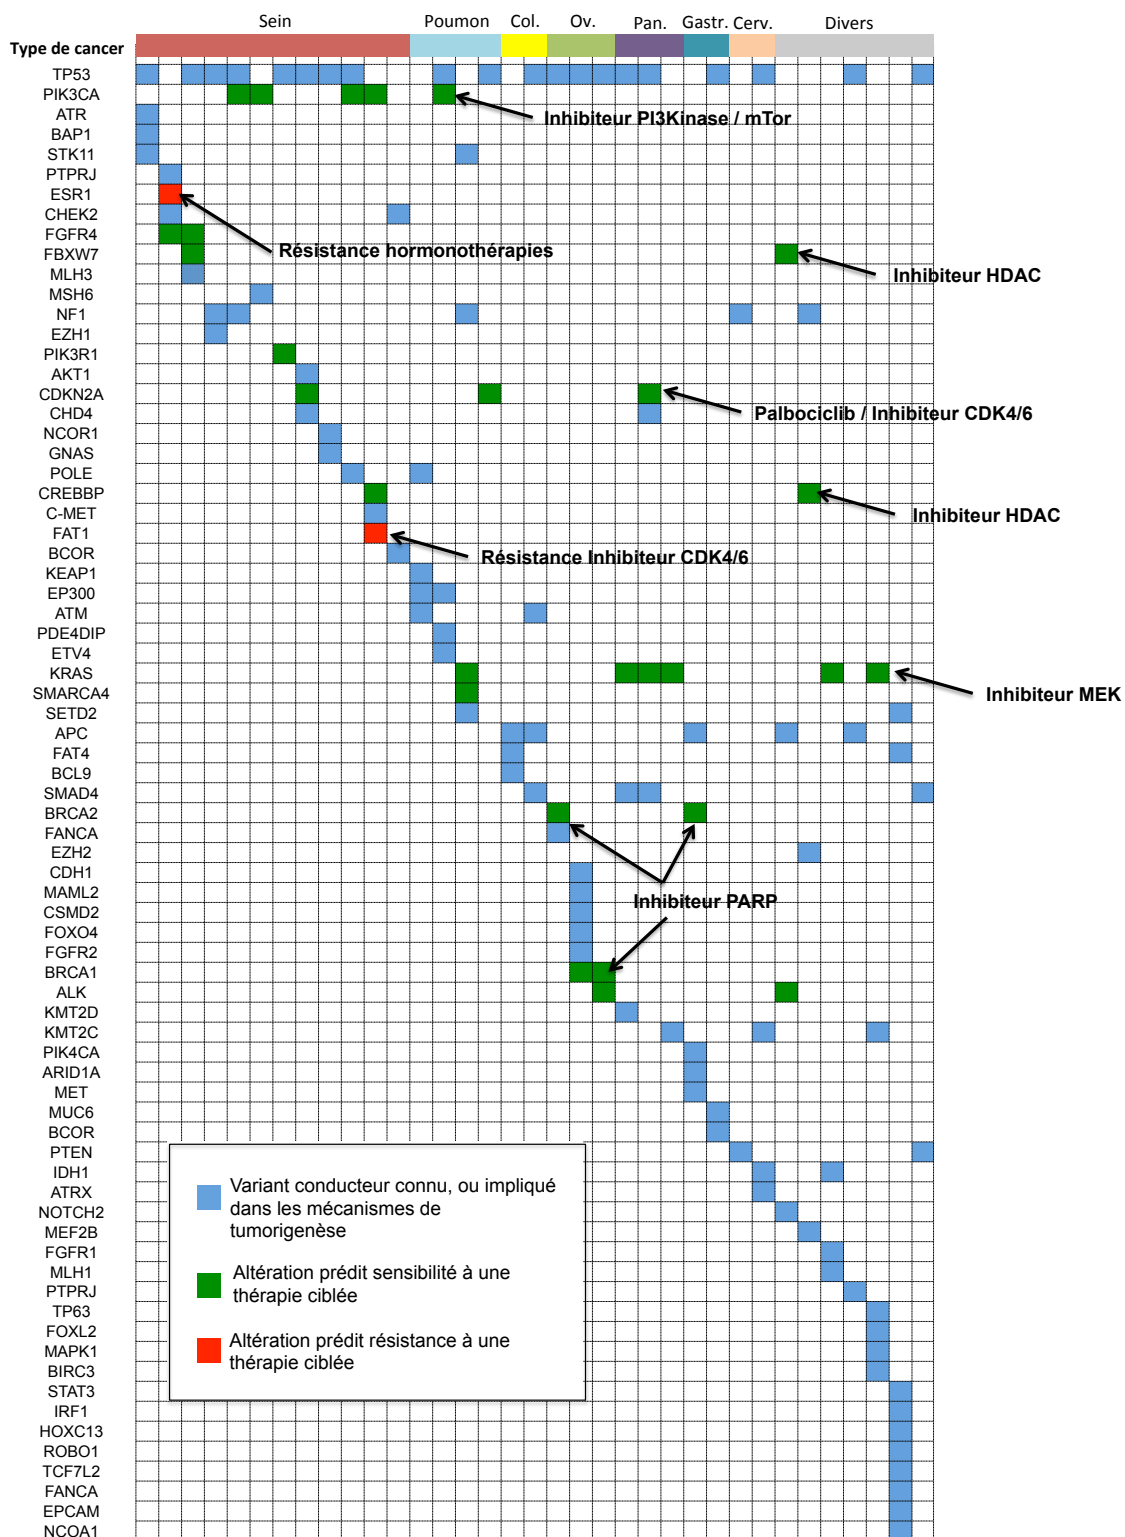 Sein Poumon Col. Ov. Pan. Gastr. Cerv. Divers
Type de cancer
TP53
PIK3CA
ATR
Inhibiteur PI3Kinase / mTor
BAP1
STK11
PTPRJ
ESR1
CHEK2
FGFR4
FBXW7
Résistance hormonothérapies
MLH3
Inhibiteur HDAC
MSH6
NF1
EZH1
PIK3R1
AKT1
CDKN2A
CHD4
Palbociclib / Inhibiteur CDK4/6
NCOR1
GNAS
POLE
CREBBP
C-MET
Inhibiteur HDAC
FAT1
BCOR
Résistance Inhibiteur CDK4/6
KEAP1
EP300
ATM
PDE4DIP
ETV4
KRAS
SMARCA4
Inhibiteur MEK
SETD2
APC
FAT4
BCL9
SMAD4
BRCA2
FANCA
EZH2
CDH1
MAML2
CSMD2
Inhibiteur PARP
FOXO4
FGFR2
BRCA1
ALK
KMT2D
KMT2C
PIK4CA
ARID1A
MET
MUC6
BCOR
PTEN
IDH1
ATRX
NOTCH2
MEF2B
FGFR1
MLH1
PTPRJ
TP63
FOXL2
MAPK1
BIRC3
STAT3
IRF1
HOXC13
ROBO1
TCF7L2
FANCA
EPCAM
NCOA1
Variant conducteur connu, ou impliqué
dans les mécanismes de
tumorigenèse
Altération prédit sensibilité à une
thérapie ciblée
Altération prédit résistance à une
thérapie ciblée